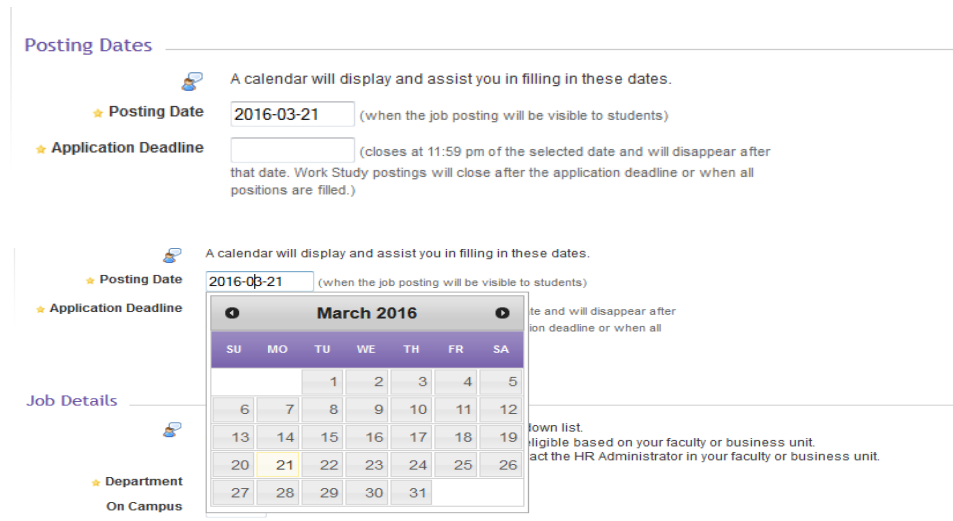 Posting Dates
A calendar will display and assist you in filling in these dates.
Posting Date 2016-03-21 (when the job posting will be visible to students)
Application Deadline (closes at 11:59 pm of the selected date and will disappear after
that date. Work Study postings will close after the application deadline or when all
positions are filled.)
A calendar will display and assist you in filling in these dates.
Posting Date 2016-03-21 (when the job posting will be visible to students)
Application Deadline te and will disappear after
ion deadline or when all
March 2016
SU MO TU WE TH FR SA
1 2 3 4 5
6 7 8 9 10 11 12
13 14 15 16 17 18 19
20 21 22 23 24 25 26
27 28 29 30 31
Job Details
down list.
eligible based on your faculty or business unit.
act the HR Administrator in your faculty or business unit.
Department
On Campus